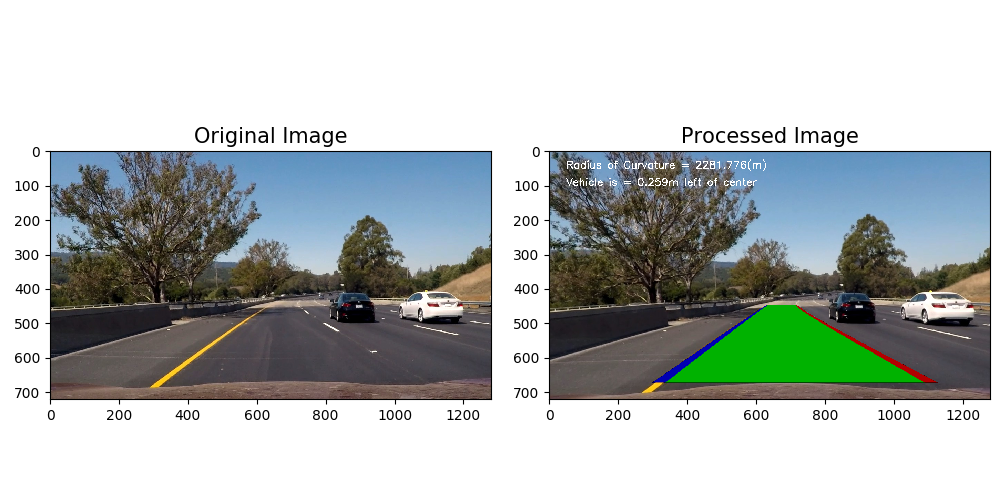 Original Image
0
100
200
300
400
500
600
700
0 200 400 600 800 1000 1200
Processed Image
Radius of Curvature = 2281.776(m)
Vehicle is = 0.259m left of center
0
100
200
300
400
500
600
700
0 200 400 600 800 1000 1200